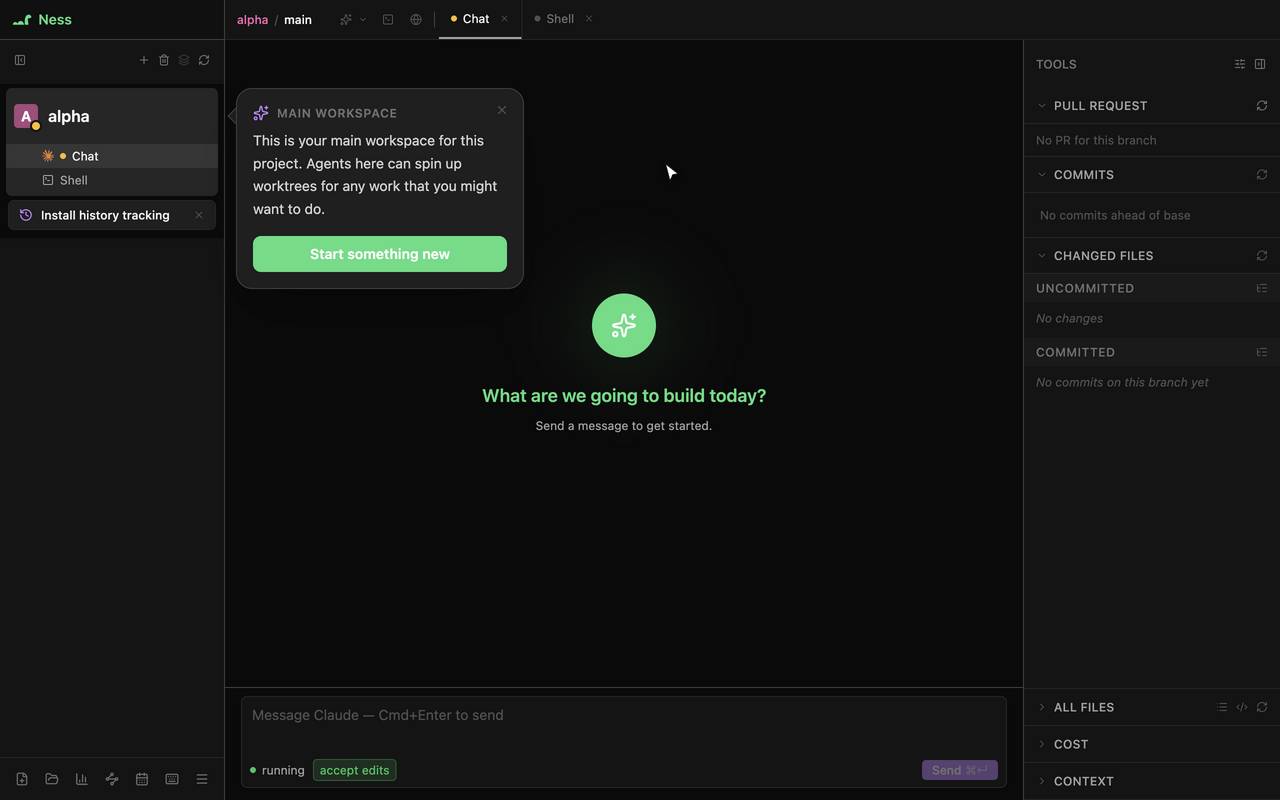 Ness
alpha / main
Chat
Shell
A
alpha
Chat
Shell
Install history tracking
MAIN WORKSPACE
This is your main workspace for this
project. Agents here can spin up
worktrees for any work that you might
want to do.
Start something new
What are we going to build today?
Send a message to get started.
Message Claude — Cmd+Enter to send
running
accept edits
Send ⌘↵
TOOLS
PULL REQUEST
No PR for this branch
COMMITS
No commits ahead of base
CHANGED FILES
UNCOMMITTED
No changes
COMMITTED
No commits on this branch yet
ALL FILES
COST
CONTEXT